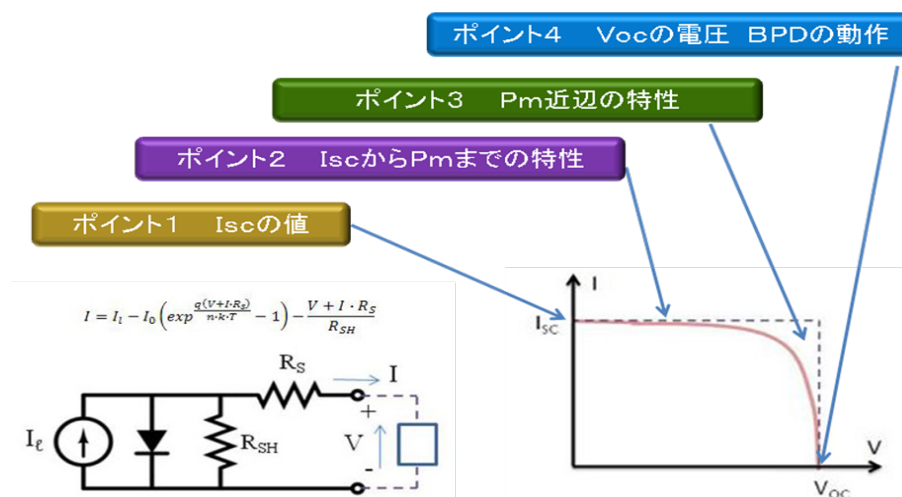 ポイント4 Vocの電圧 BPDの動作
ポイント3 Pm近辺の特性
ポイント2 IscからPmまでの特性
ポイント1 Iscの値
I = I_l − I_0 (exp^{q(V+I·R_S)/(n·k·T)} − 1) − (V + I · R_S)/R_SH
I
I_SC
V
V_OC
R_S
I
+
I_ℓ
R_SH
V
-